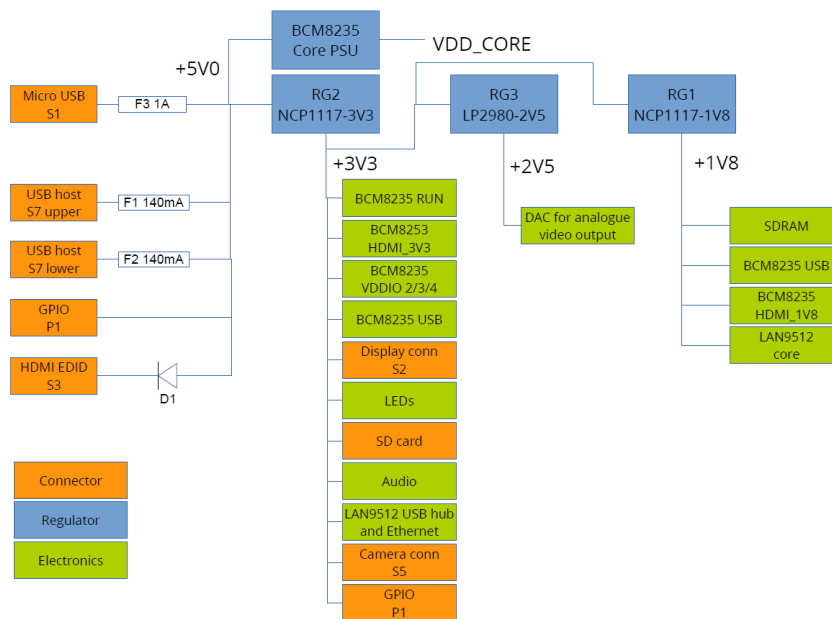 BCM8235
Core PSU
VDD_CORE
+5V0
Micro USB
S1
F3 1A
RG2
NCP1117-3V3
RG3
LP2980-2V5
RG1
NCP1117-1V8
+3V3
+2V5
+1V8
USB host
S7 upper
F1 140mA
USB host
S7 lower
F2 140mA
GPIO
P1
HDMI EDID
S3
D1
BCM8235 RUN
BCM8253
HDMI_3V3
BCM8235
VDDIO 2/3/4
BCM8235 USB
Display conn
S2
LEDs
SD card
Audio
LAN9512 USB hub
and Ethernet
Camera conn
S5
GPIO
P1
DAC for analogue
video output
SDRAM
BCM8235 USB
BCM8235
HDMI_1V8
LAN9512
core
Connector
Regulator
Electronics